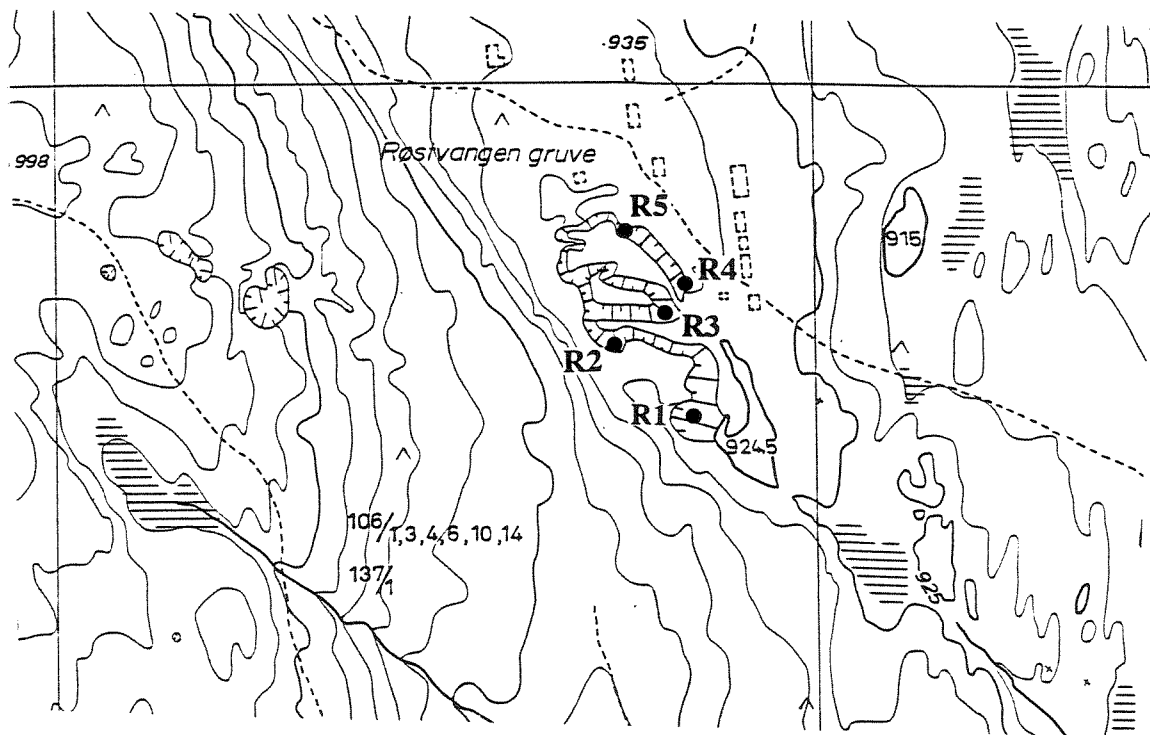 .935
Røstvangen gruve
.998
R5
915
R4
R3
R2
R1
924.5
106/1,3,4,6,10,14
137/1
925